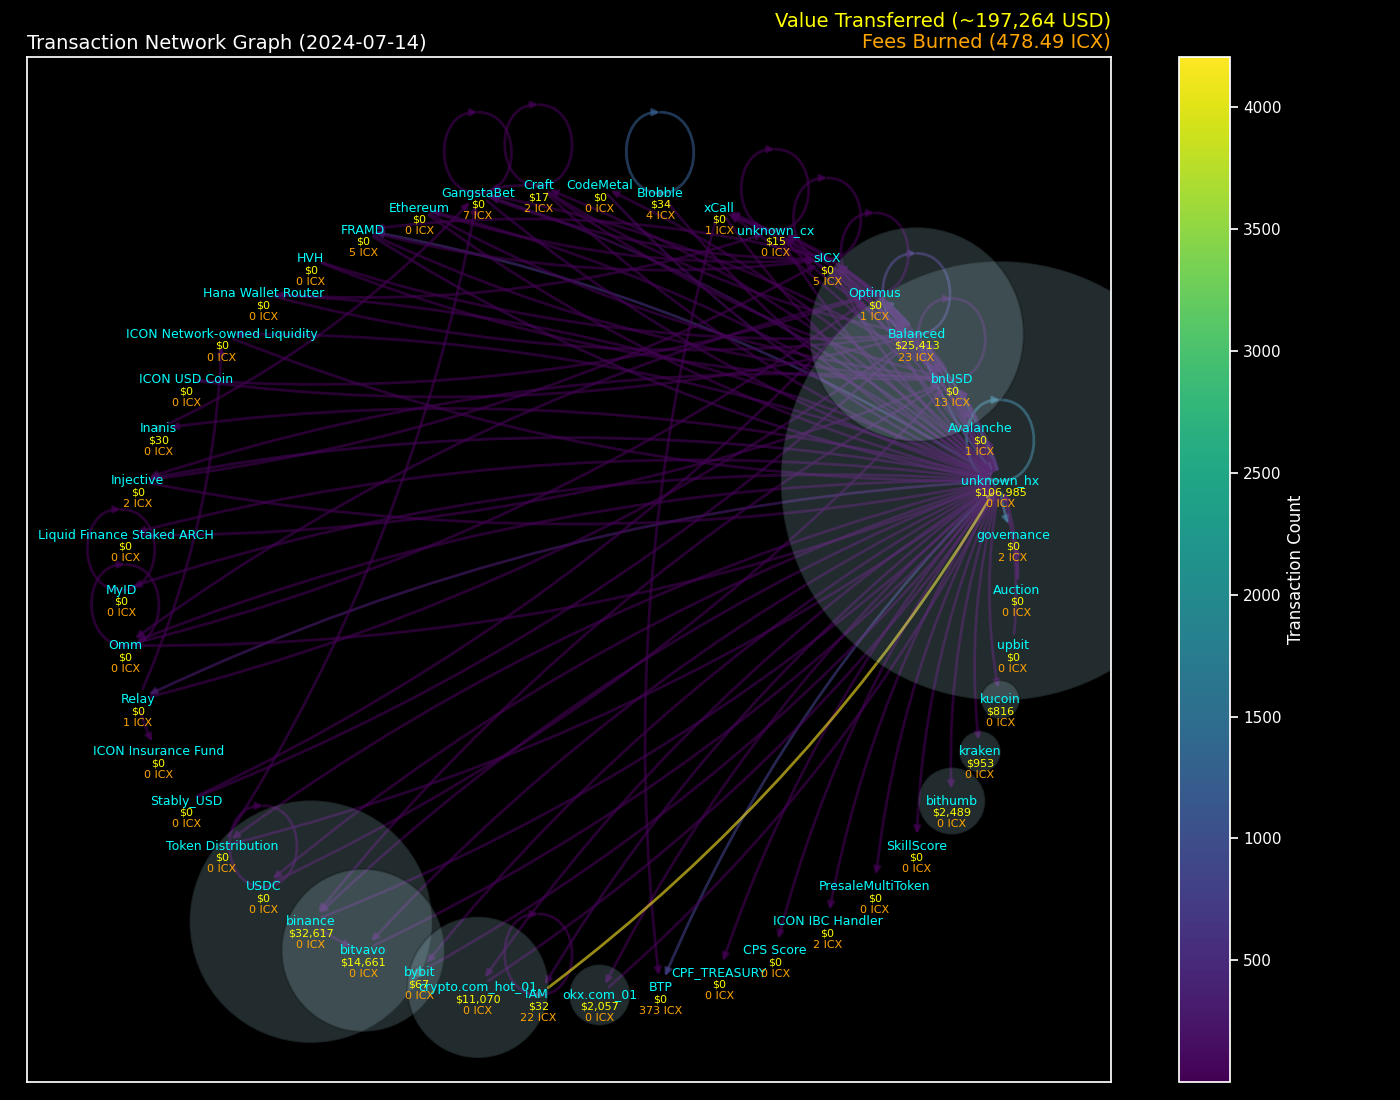 Value Transferred (~197,264 USD)
Transaction Network Graph (2024-07-14)
Fees Burned (478.49 ICX)
Craft
$17
2 ICX
CodeMetal
$0
0 ICX
GangstaBet
$0
7 ICX
Blobble
$34
4 ICX
Ethereum
$0
0 ICX
xCall
$0
1 ICX
FRAMD
$0
5 ICX
unknown_cx
$15
0 ICX
HVH
$0
0 ICX
sICX
$0
5 ICX
Hana Wallet Router
$0
0 ICX
Optimus
$0
1 ICX
ICON Network-owned Liquidity
$0
0 ICX
Balanced
$25,413
23 ICX
ICON USD Coin
$0
0 ICX
bnUSD
$0
13 ICX
Inanis
$30
0 ICX
Avalanche
$0
1 ICX
Injective
$0
2 ICX
unknown_hx
$106,985
0 ICX
Liquid Finance Staked ARCH
$0
0 ICX
governance
$0
2 ICX
MyID
$0
0 ICX
Auction
$0
0 ICX
Omm
$0
0 ICX
upbit
$0
0 ICX
Relay
$0
1 ICX
kucoin
$816
0 ICX
ICON Insurance Fund
$0
0 ICX
kraken
$953
0 ICX
Stably_USD
$0
0 ICX
bithumb
$2,489
0 ICX
Token Distribution
$0
0 ICX
SkillScore
$0
0 ICX
USDC
$0
0 ICX
PresaleMultiToken
$0
0 ICX
binance
$32,617
0 ICX
ICON IBC Handler
$0
2 ICX
bitvavo
$14,661
0 ICX
CPS Score
$0
0 ICX
bybit
$67
0 ICX
CPF_TREASURY
$0
0 ICX
crypto.com_hot_01
$11,070
0 ICX
IAM
$32
22 ICX
okx.com_01
$2,057
0 ICX
BTP
$0
373 ICX
4000
3500
3000
2500
2000
1500
1000
500
Transaction Count